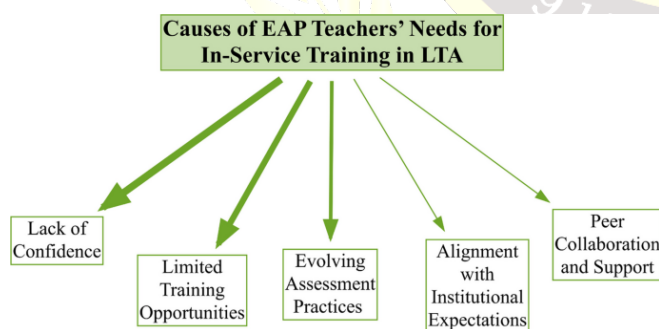 Causes of EAP Teachers' Needs for
In-Service Training in LTA
Lack of
Confidence
Limited
Training
Opportunities
Evolving
Assessment
Practices
Alignment
with
Institutional
Expectations
Peer
Collaboration
and Support